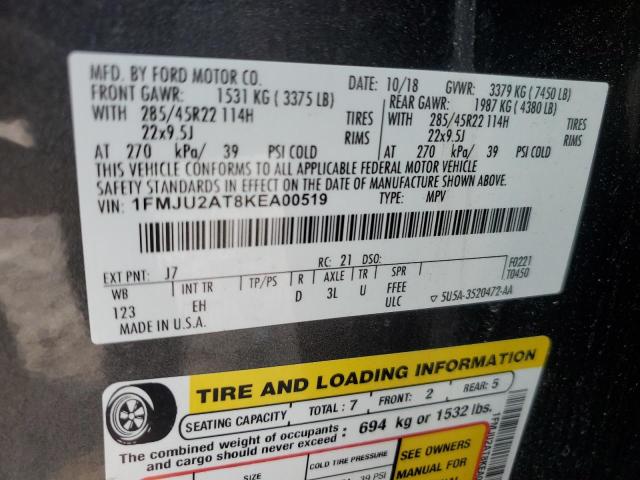 MFD. BY FORD MOTOR CO.
DATE: 10/18 GVWR: 3379 KG (7450 LB)
FRONT GAWR: 1531 KG (3375 LB)
REAR GAWR: 1987 KG (4380 LB)
WITH 285/45R22 114H TIRES
WITH 285/45R22 114H TIRES
22x9.5J RIMS
22x9.5J RIMS
AT 270 kPa/ 39 PSI COLD
AT 270 kPa/ 39 PSI COLD
THIS VEHICLE CONFORMS TO ALL APPLICABLE FEDERAL MOTOR VEHICLE
SAFETY STANDARDS IN EFFECT ON THE DATE OF MANUFACTURE SHOWN ABOVE.
VIN: 1FMJU2AT8KEA00519 TYPE: MPV
EXT PNT: J7 RC: 21 DSO: F0221
WB INT TR TP/PS R AXLE TR SPR T0450
123 EH D 3L U FFEE
ULC
MADE IN U.S.A.
5U5A-3520472-AA
TIRE AND LOADING INFORMATION
SEATING CAPACITY TOTAL: 7 FRONT: 2 REAR: 5
The combined weight of occupants
and cargo should never exceed: 694 kg or 1532 lbs.
SIZE COLD TIRE PRESSURE
39 PSI
SEE OWNERS
MANUAL FOR